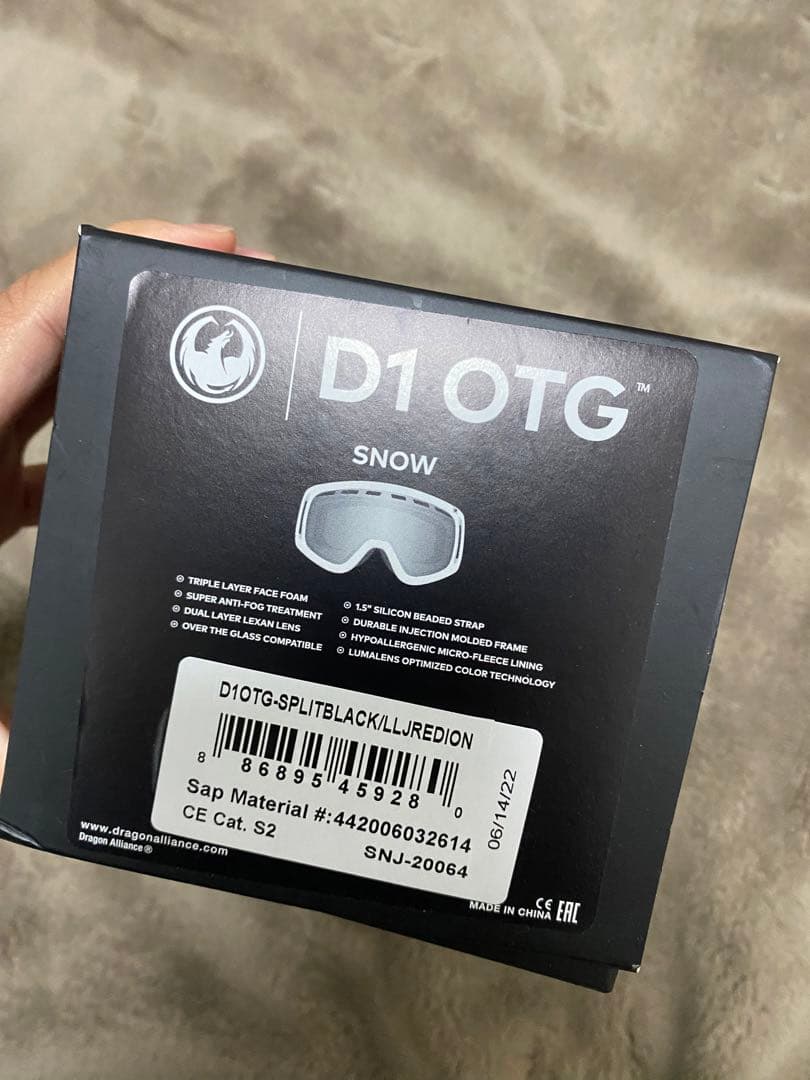 D1 OTG™
SNOW
TRIPLE LAYER FACE FOAM
SUPER ANTI-FOG TREATMENT
DUAL LAYER LEXAN LENS
OVER THE GLASS COMPATIBLE
1.5" SILICON BEADED STRAP
DURABLE INJECTION MOLDED FRAME
HYPOALLERGENIC MICRO-FLEECE LINING
LUMALENS OPTIMIZED COLOR TECHNOLOGY
D1OTG-SPLITBLACK/LLJREDION
8 86895 45928 0
Sap Material #:442006032614
CE Cat. S2
SNJ-20064
06/14/22
www.dragonalliance.com
Dragon Alliance®
CE EAC
MADE IN CHINA